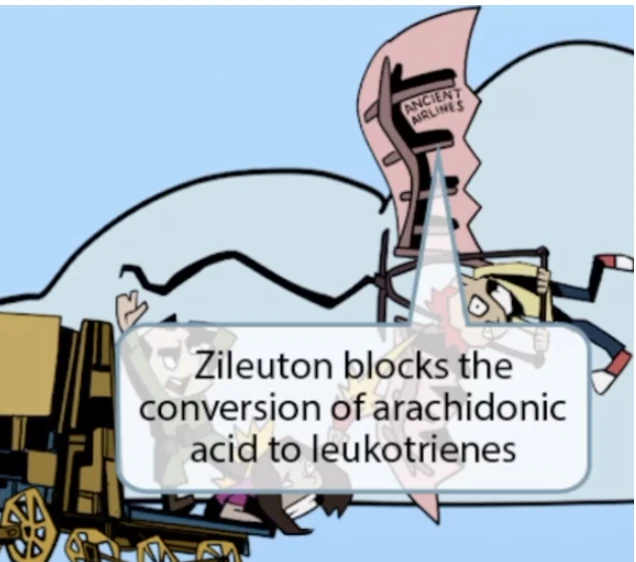 ANCIENT
AIRLINES
Zileuton blocks the
conversion of arachidonic
acid to leukotrienes